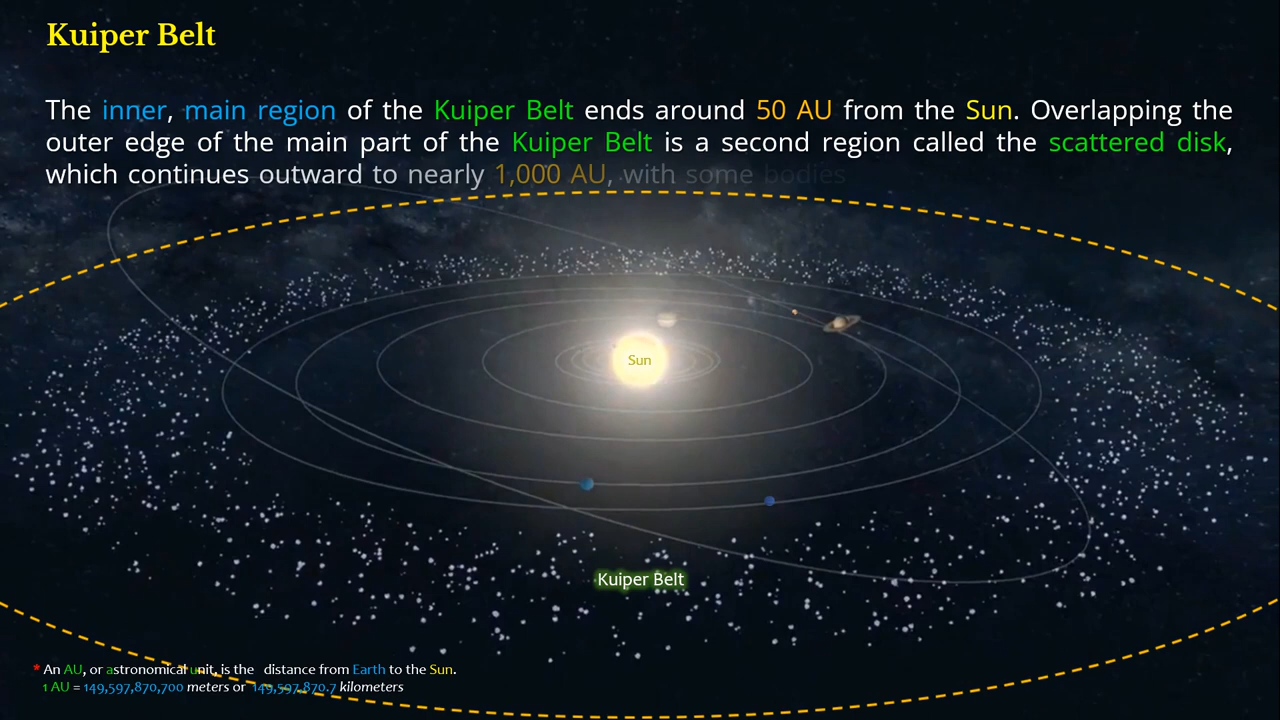 Kuiper Belt
The inner, main region of the Kuiper Belt ends around 50 AU from the Sun. Overlapping the
outer edge of the main part of the Kuiper Belt is a second region called the scattered disk,
which continues outward to nearly 1,000 AU, with some bodies
Sun
Kuiper Belt
* An AU, or astronomical unit, is the distance from Earth to the Sun.
1 AU = 149,597,870,700 meters or 149,597,870.7 kilometers